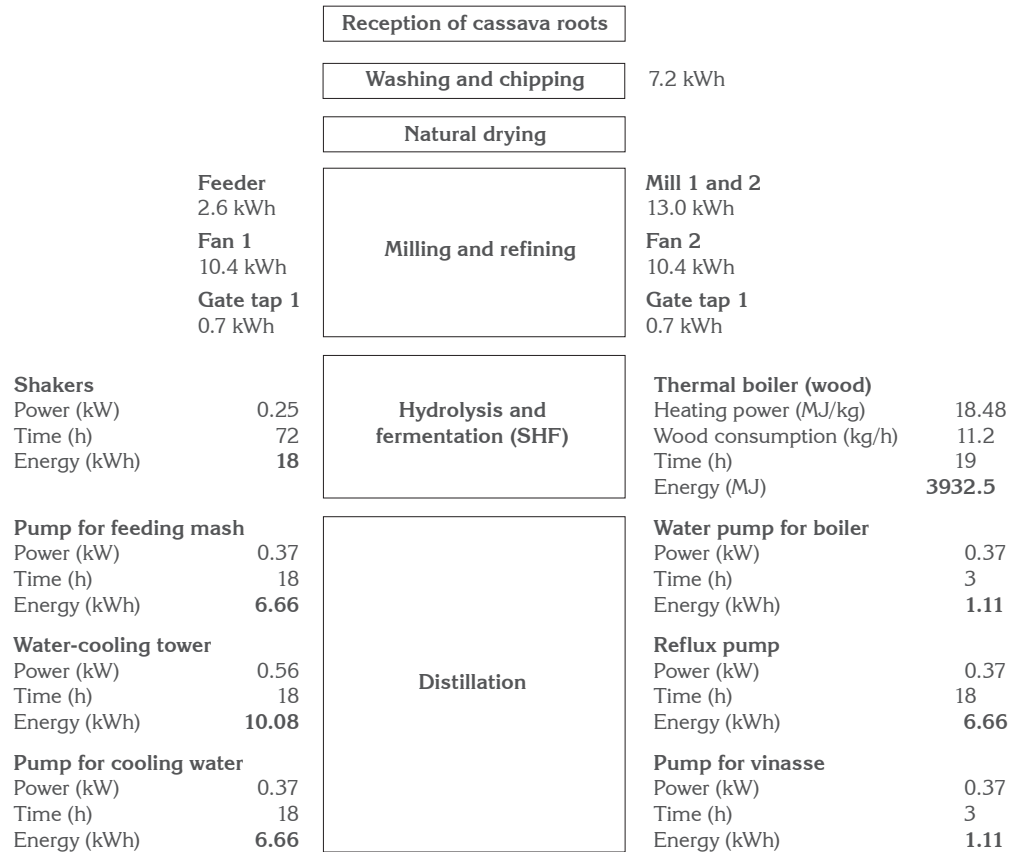 Reception of cassava roots
Washing and chipping 7.2 kWh
Natural drying
Feeder
2.6 kWh
Fan 1
10.4 kWh
Gate tap 1
0.7 kWh
Milling and refining
Mill 1 and 2
13.0 kWh
Fan 2
10.4 kWh
Gate tap 1
0.7 kWh
Shakers
Power (kW) 0.25
Time (h) 72
Energy (kWh) 18
Hydrolysis and
fermentation (SHF)
Thermal boiler (wood)
Heating power (MJ/kg) 18.48
Wood consumption (kg/h) 11.2
Time (h) 19
Energy (MJ) 3932.5
Pump for feeding mash
Power (kW) 0.37
Time (h) 18
Energy (kWh) 6.66
Water-cooling tower
Power (kW) 0.56
Time (h) 18
Energy (kWh) 10.08
Pump for cooling water
Power (kW) 0.37
Time (h) 18
Energy (kWh) 6.66
Distillation
Water pump for boiler
Power (kW) 0.37
Time (h) 3
Energy (kWh) 1.11
Reflux pump
Power (kW) 0.37
Time (h) 18
Energy (kWh) 6.66
Pump for vinasse
Power (kW) 0.37
Time (h) 3
Energy (kWh) 1.11